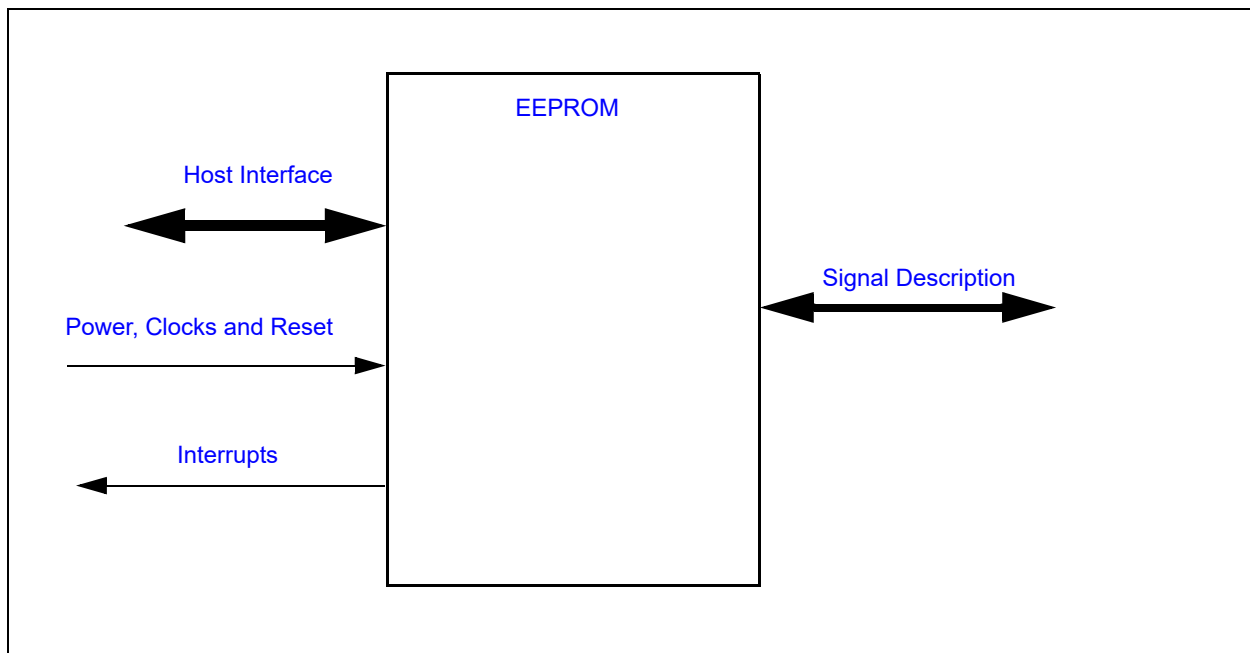 EEPROM
Host Interface
Signal Description
Power, Clocks and Reset
Interrupts